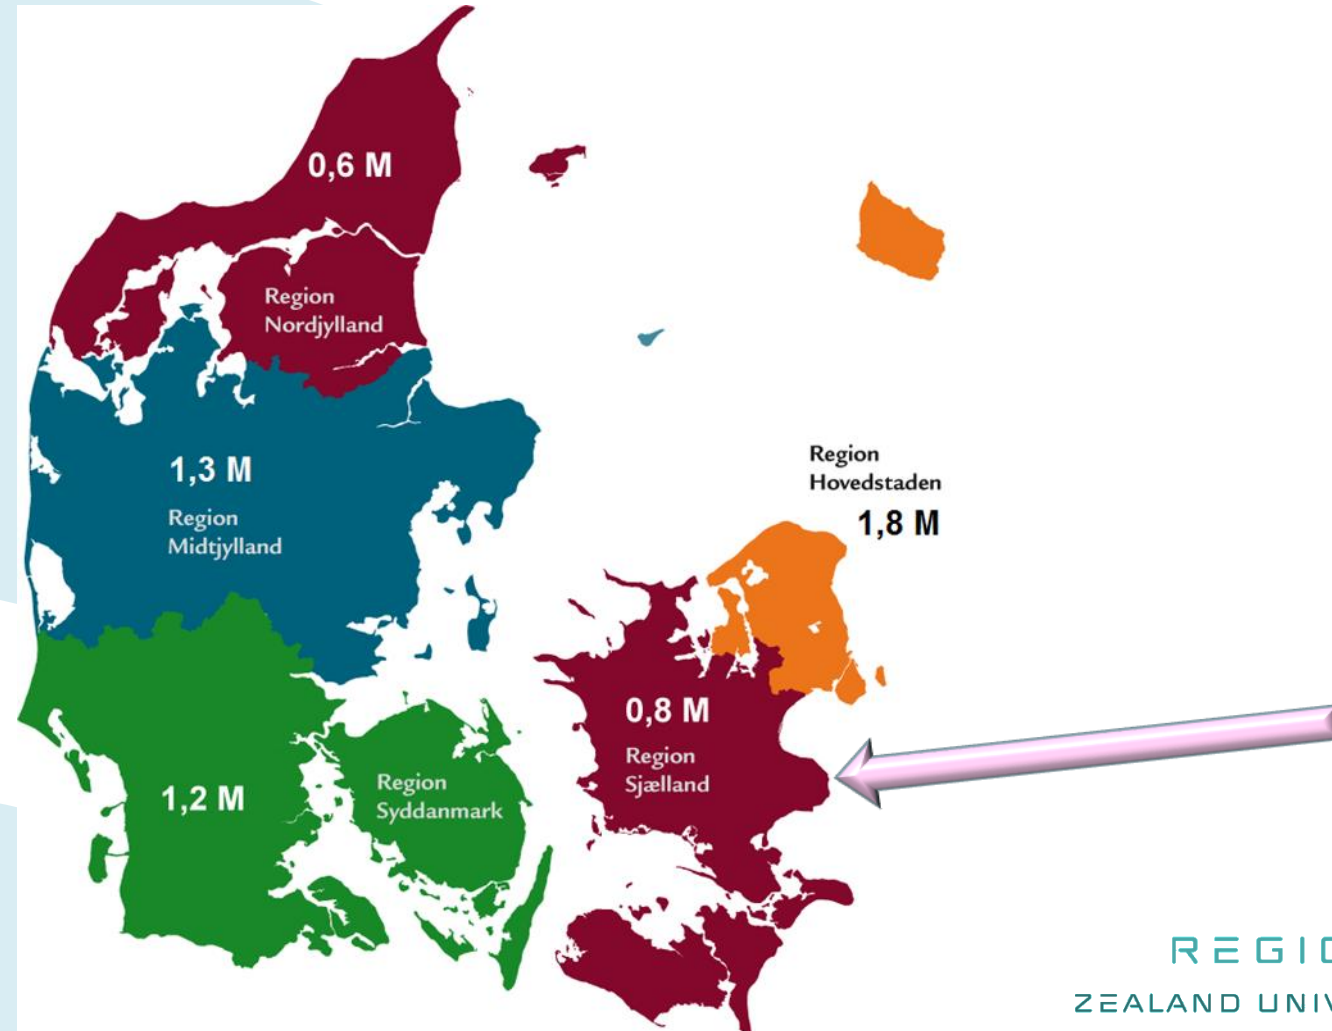 0,6 M
Region
Nordjylland
1,3 M
Region
Midtjylland
Region
Hovedstaden
1,8 M
0,8 M
Region
Sjælland
1,2 M
Region
Syddanmark
ZEALAND